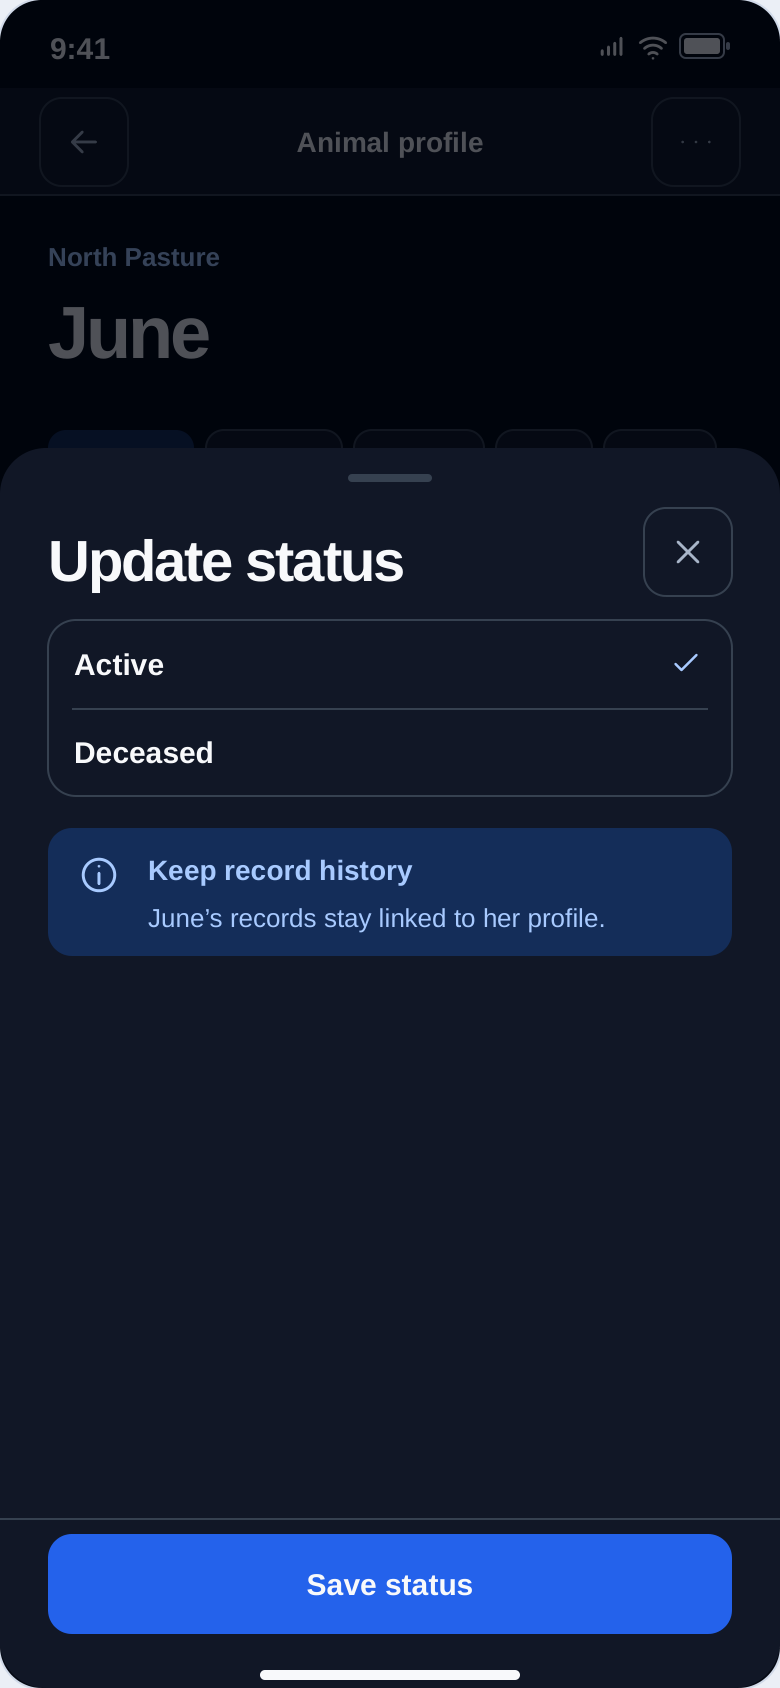 9:41
Animal profile
North Pasture
June
Update status
Active
Deceased
Keep record history
June’s records stay linked to her profile.
Save status